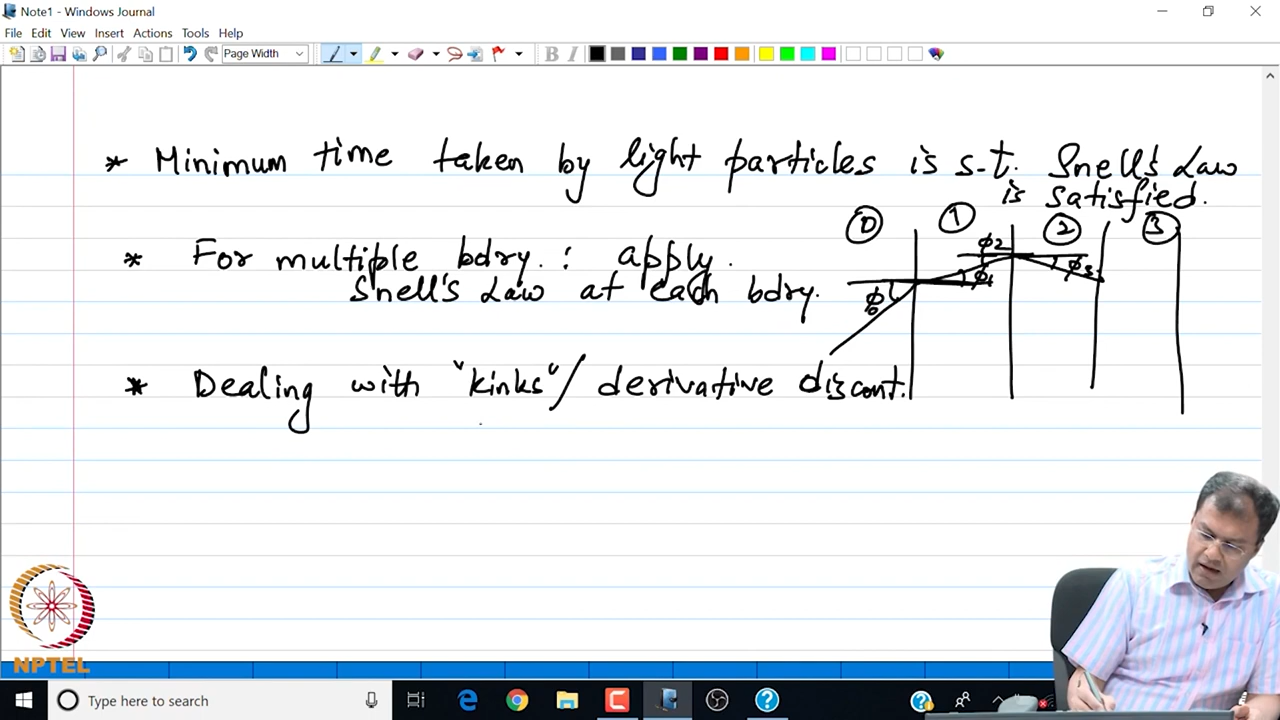 Note1 - Windows Journal
File Edit View Insert Actions Tools Help
Page Width
B I
* Minimum time taken by light particles is s.t. Snell's Law
is satisfied.
0 1 2 3
* For multiple bdry. : apply
Snell's Law at each bdry.
ϕ2
ϕ1
ϕ3
ϕ0
* Dealing with "kinks"/ derivative discont.
NPTEL
Type here to search